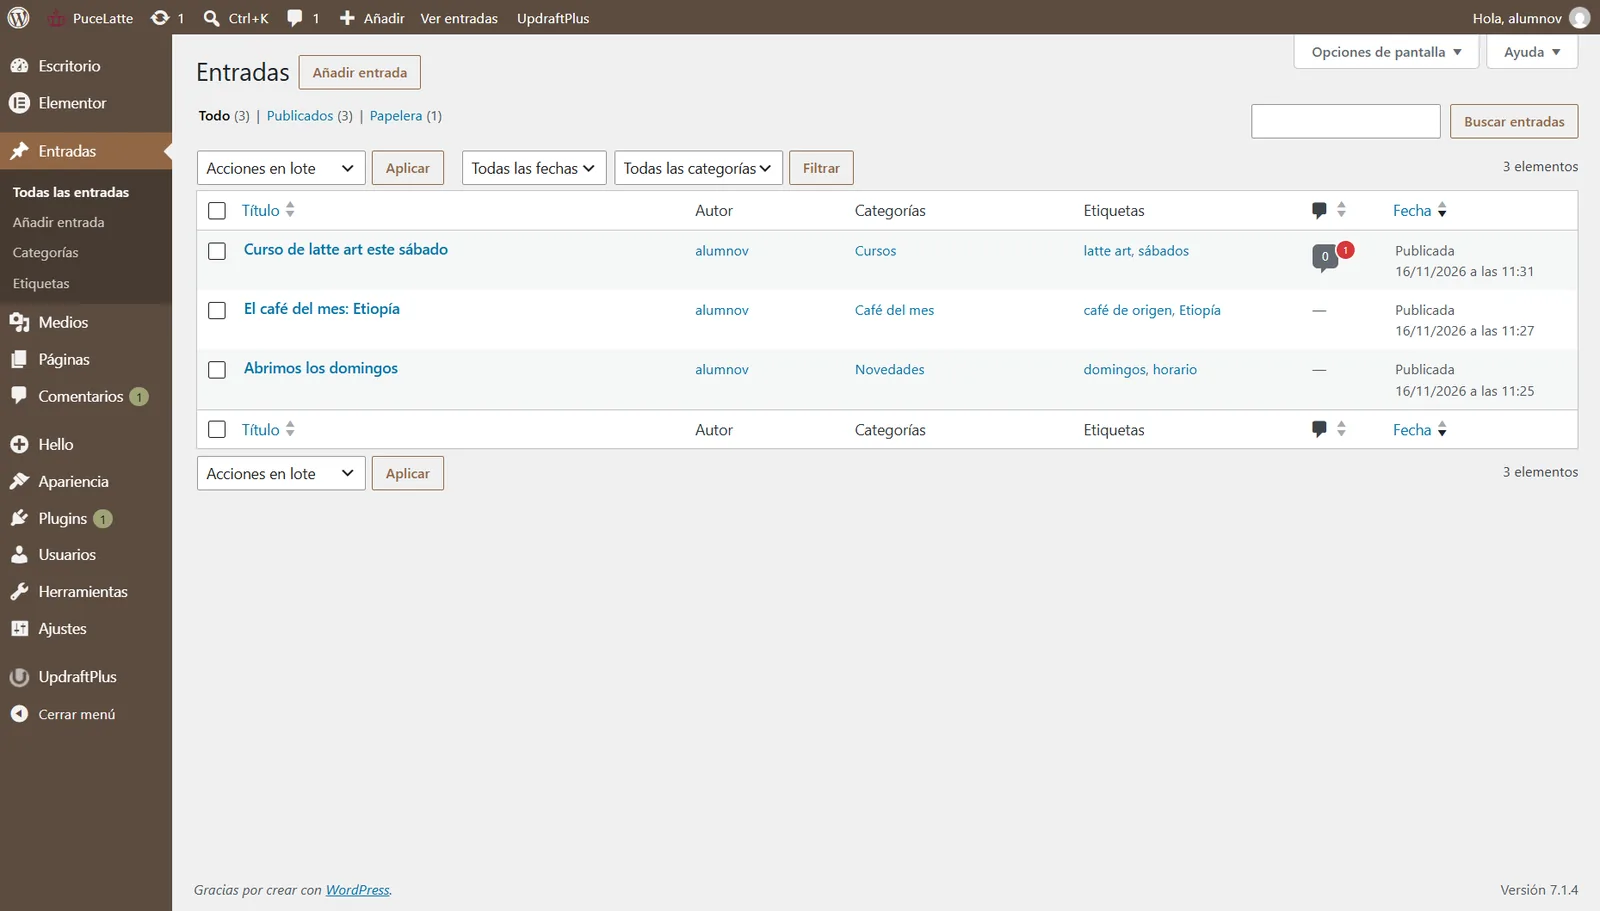 PuceLatte 1 Ctrl+K 1 Añadir Ver entradas UpdraftPlus Hola, alumnov
Escritorio
Elementor
Entradas
Todas las entradas
Añadir entrada
Categorías
Etiquetas
Medios
Páginas
Comentarios 1
Hello
Apariencia
Plugins 1
Usuarios
Herramientas
Ajustes
UpdraftPlus
Cerrar menú
Opciones de pantalla Ayuda
Entradas Añadir entrada
Todo (3) | Publicados (3) | Papelera (1)
Buscar entradas
Acciones en lote Aplicar Todas las fechas Todas las categorías Filtrar 3 elementos
Título Autor Categorías Etiquetas Fecha
Curso de latte art este sábado alumnov Cursos latte art, sábados 0 1 Publicada
16/11/2026 a las 11:31
El café del mes: Etiopía alumnov Café del mes café de origen, Etiopía — Publicada
16/11/2026 a las 11:27
Abrimos los domingos alumnov Novedades domingos, horario — Publicada
16/11/2026 a las 11:25
Título Autor Categorías Etiquetas Fecha
Acciones en lote Aplicar 3 elementos
Gracias por crear con WordPress. Versión 7.1.4